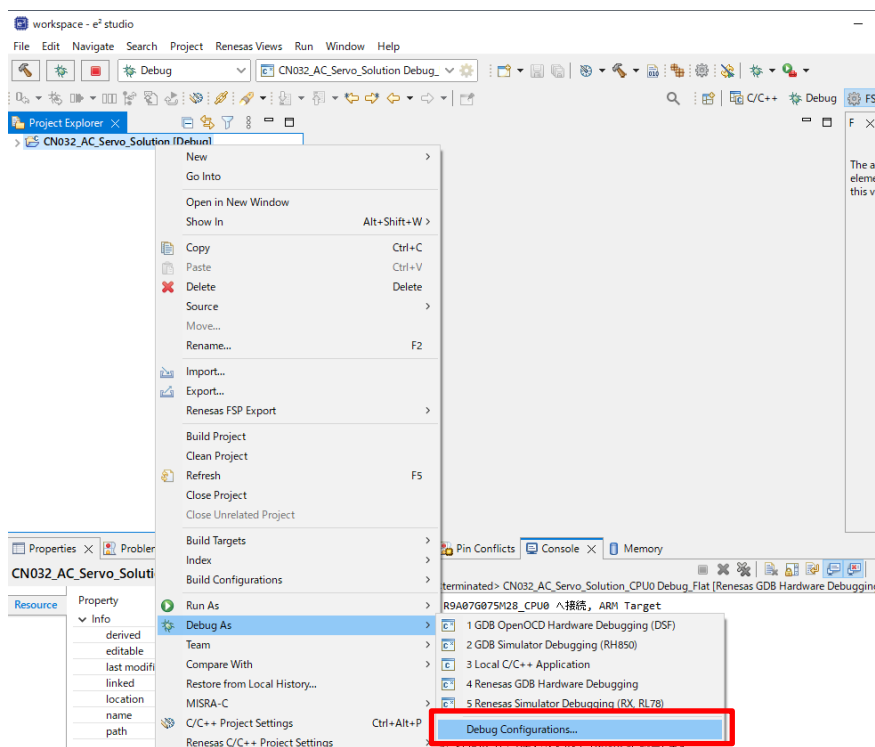 workspace - e² studio
File Edit Navigate Search Project Renesas Views Run Window Help
Debug CN032_AC_Servo_Solution Debug_
C/C++ Debug FS
Project Explorer F
CN032_AC_Servo_Solution [Debug]
The a
eleme
this v
New
Go Into
Open in New Window
Show In Alt+Shift+W
Copy Ctrl+C
Paste Ctrl+V
Delete Delete
Source
Move...
Rename... F2
Import...
Export...
Renesas FSP Export
Build Project
Clean Project
Refresh F5
Close Project
Close Unrelated Project
Build Targets
Index
Build Configurations
Run As
Debug As
Team
Compare With
Restore from Local History...
MISRA-C
C/C++ Project Settings Ctrl+Alt+P
Renesas C/C++ Project Settings
Properties Problem
CN032_AC_Servo_Soluti
Resource
Property
Info
derived
editable
last modifi
linked
location
name
path
Pin Conflicts Console Memory
terminated> CN032_AC_Servo_Solution_CPU0 Debug_Flat [Renesas GDB Hardware Debugging
R9A07G075M28_CPU0 へ接続, ARM Target
1 GDB OpenOCD Hardware Debugging (DSF)
2 GDB Simulator Debugging (RH850)
3 Local C/C++ Application
4 Renesas GDB Hardware Debugging
5 Renesas Simulator Debugging (RX, RL78)
Debug Configurations...